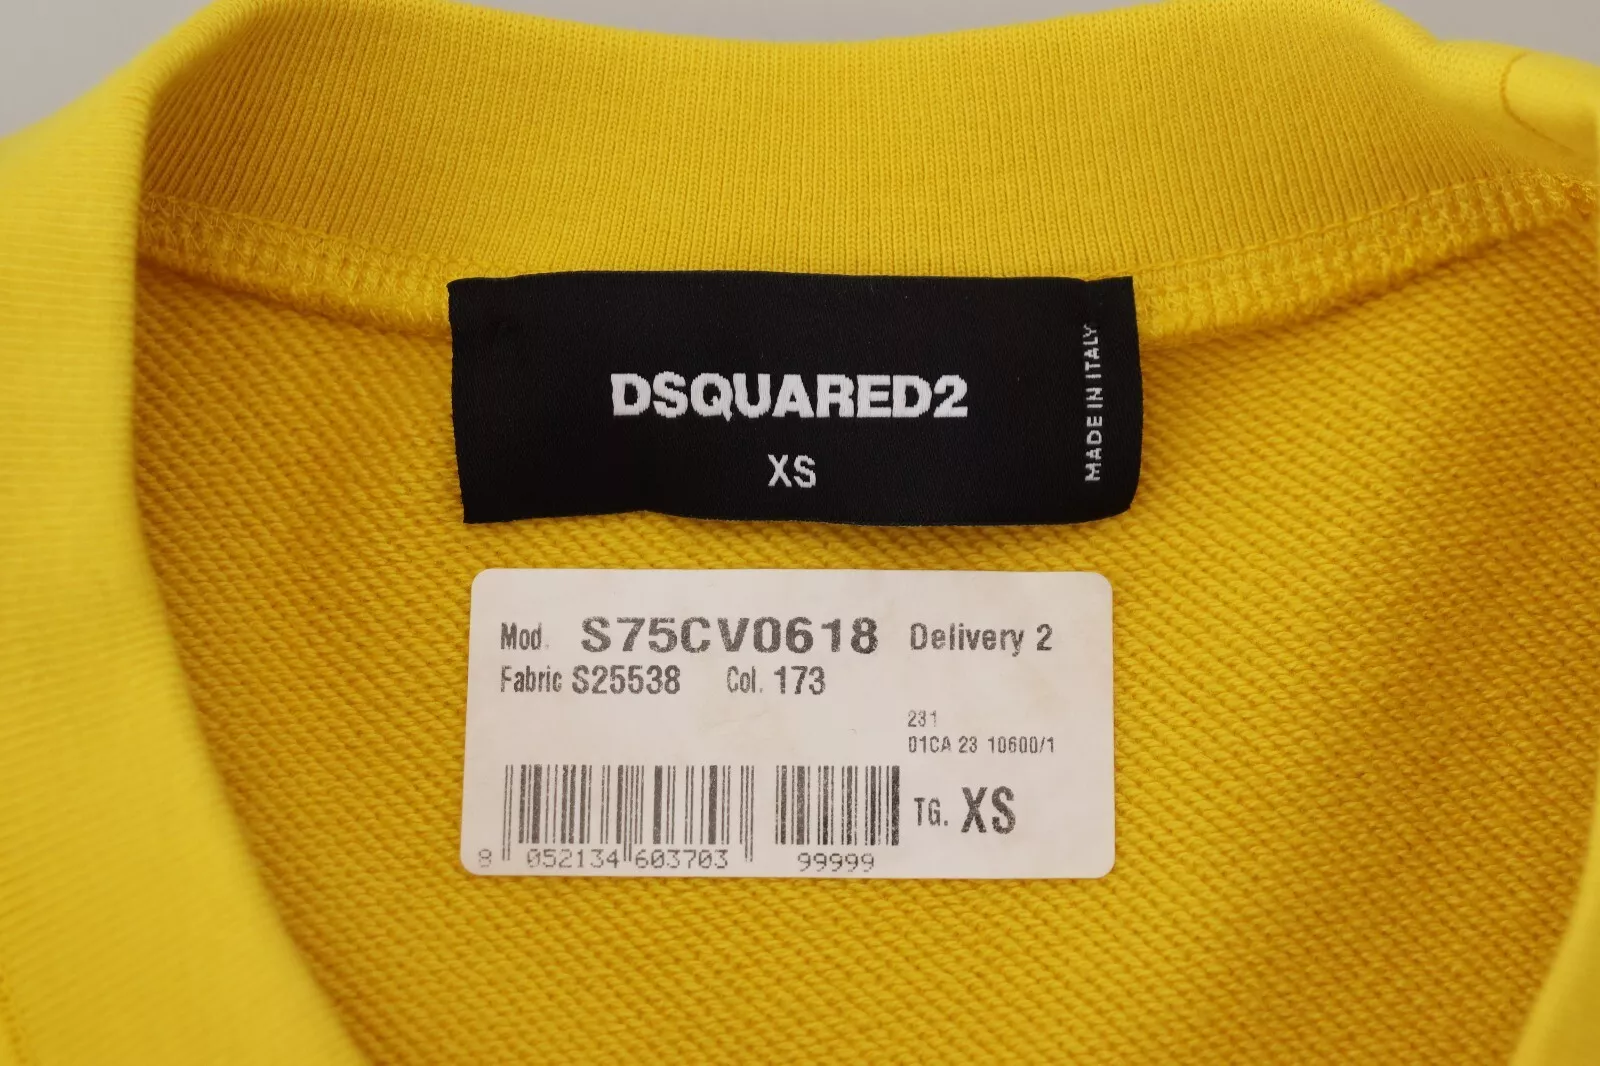 DSQUARED2
XS
MADE IN ITALY
Mod. S75CV0618 Delivery 2
Fabric S25538 Col. 173
231
01CA 23 10600/1
TG. XS
8 052134 603703 99999